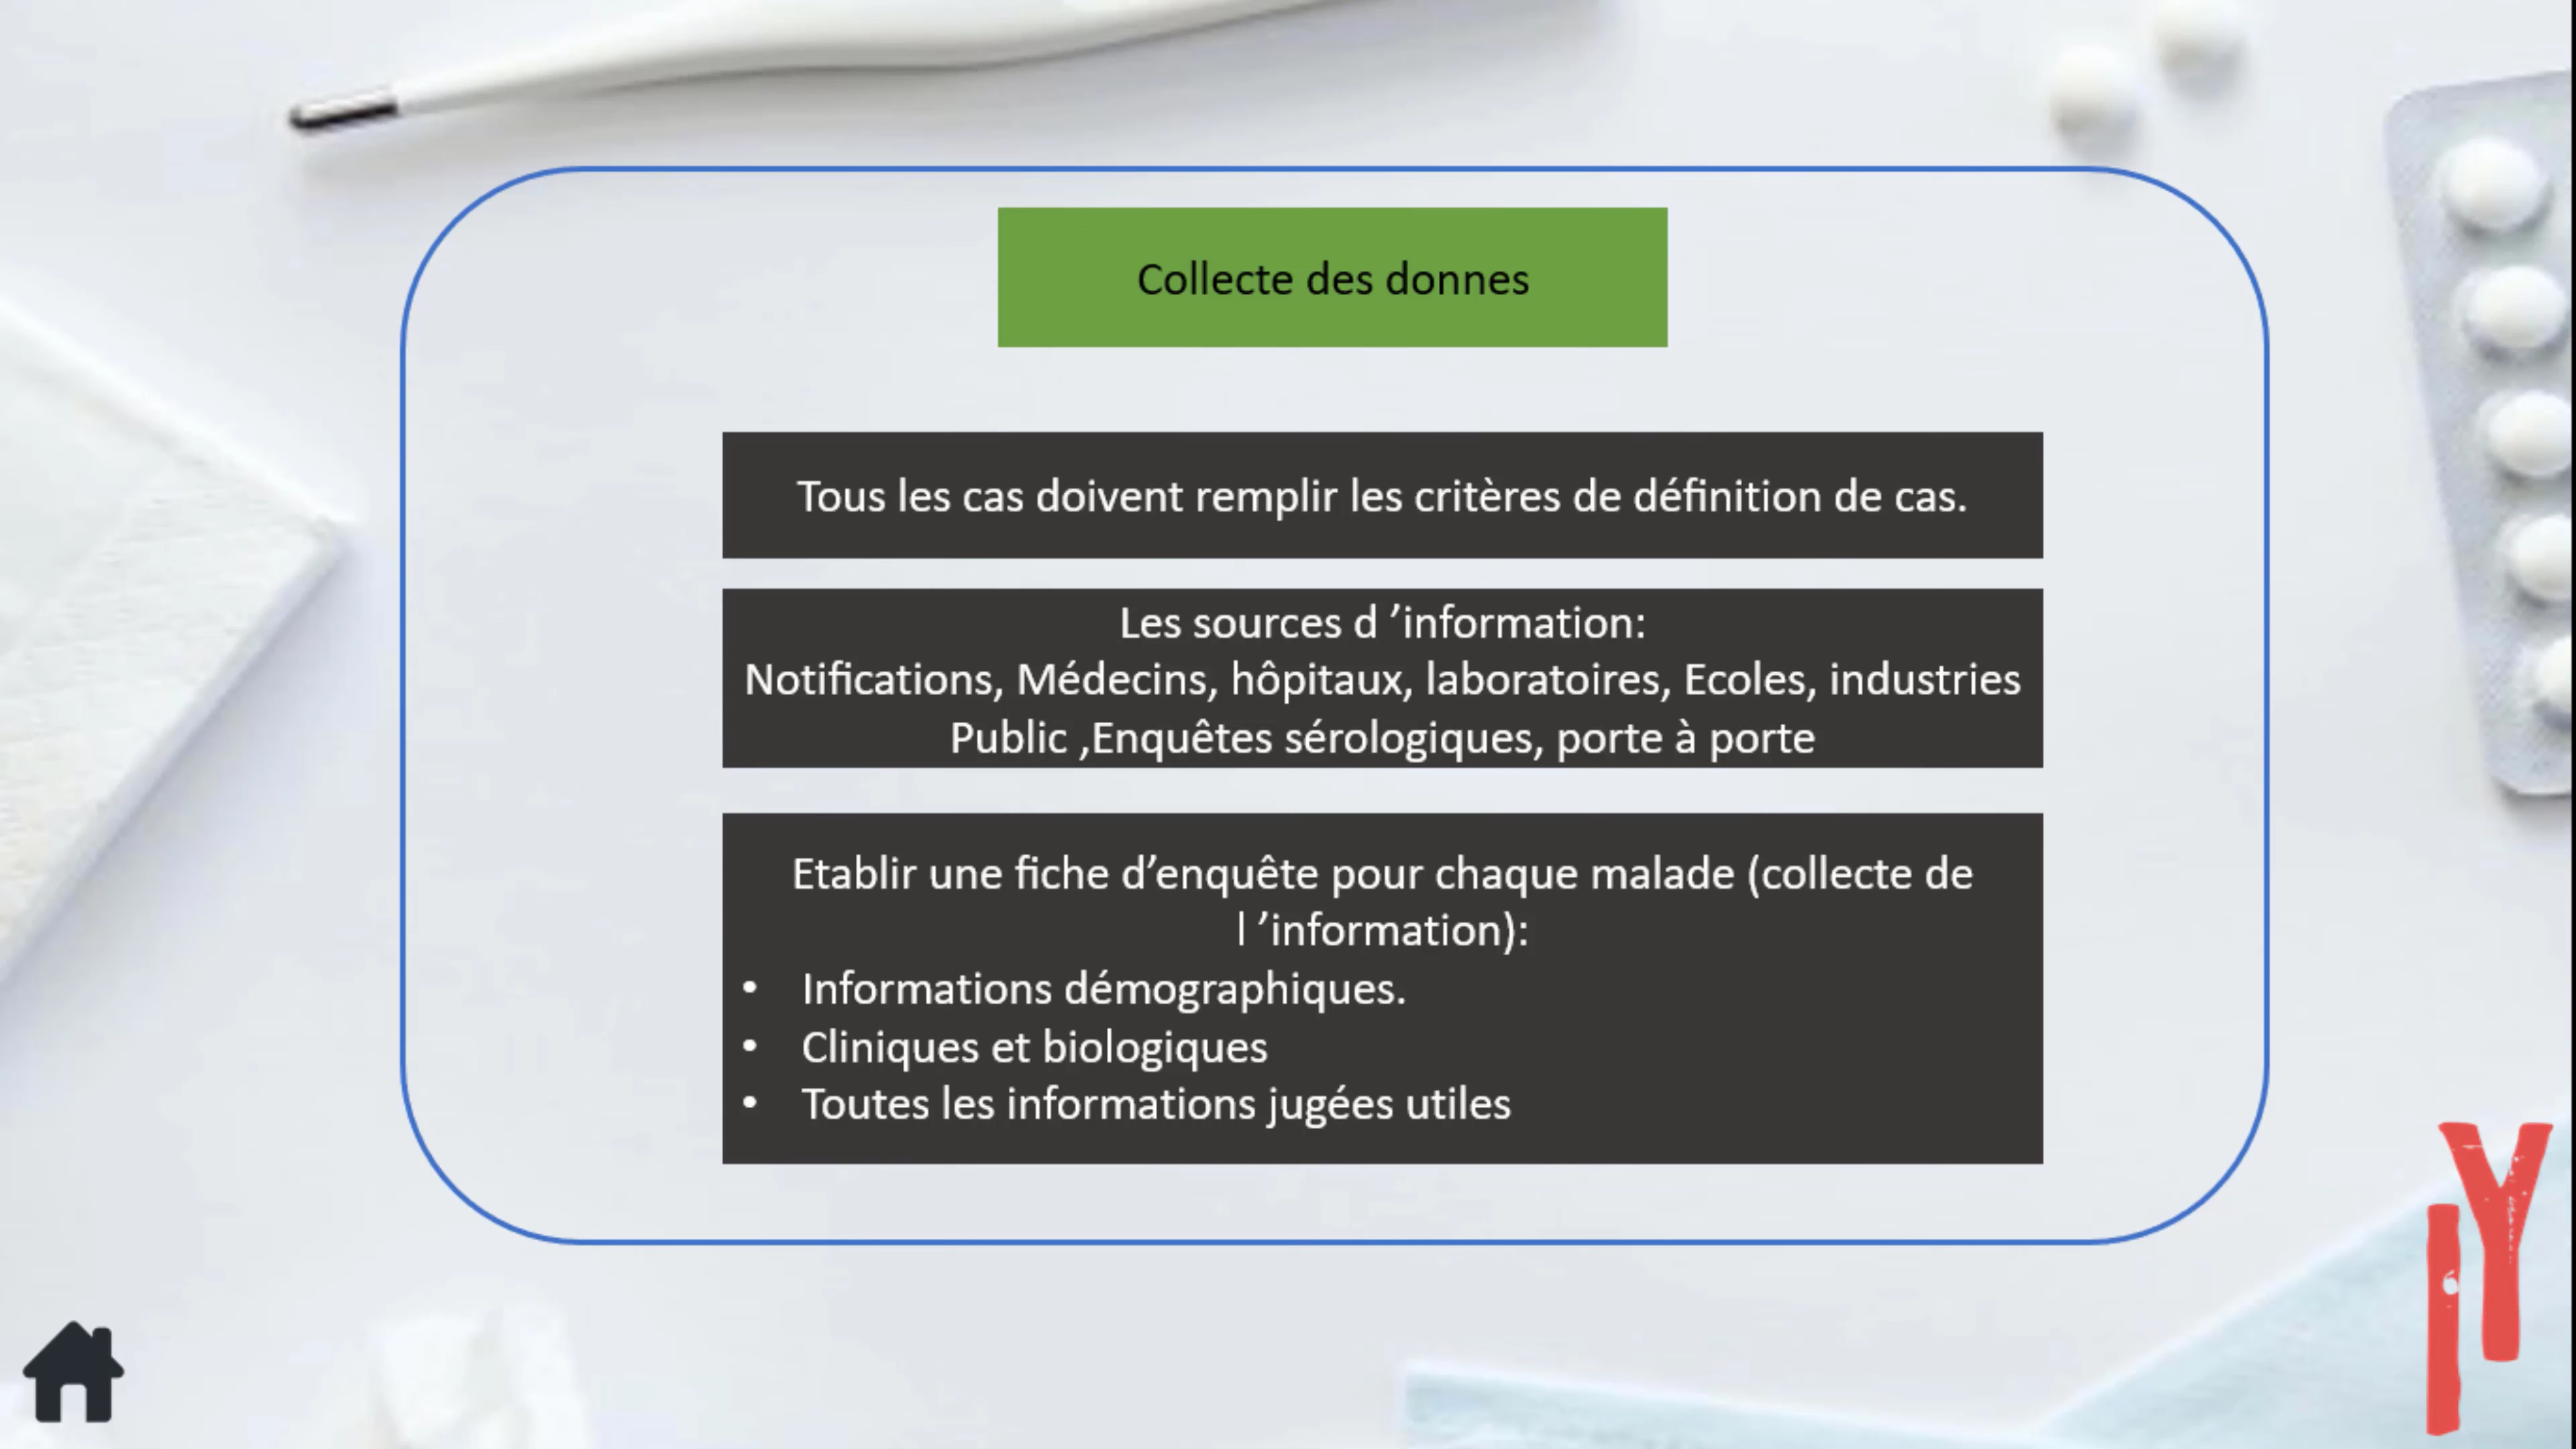 Collecte des donnes
Tous les cas doivent remplir les critères de définition de cas.
Les sources d ’information:
Notifications, Médecins, hôpitaux, laboratoires, Ecoles, industries
Public ,Enquêtes sérologiques, porte à porte
Etablir une fiche d’enquête pour chaque malade (collecte de
l ’information):
• Informations démographiques.
• Cliniques et biologiques
• Toutes les informations jugées utiles